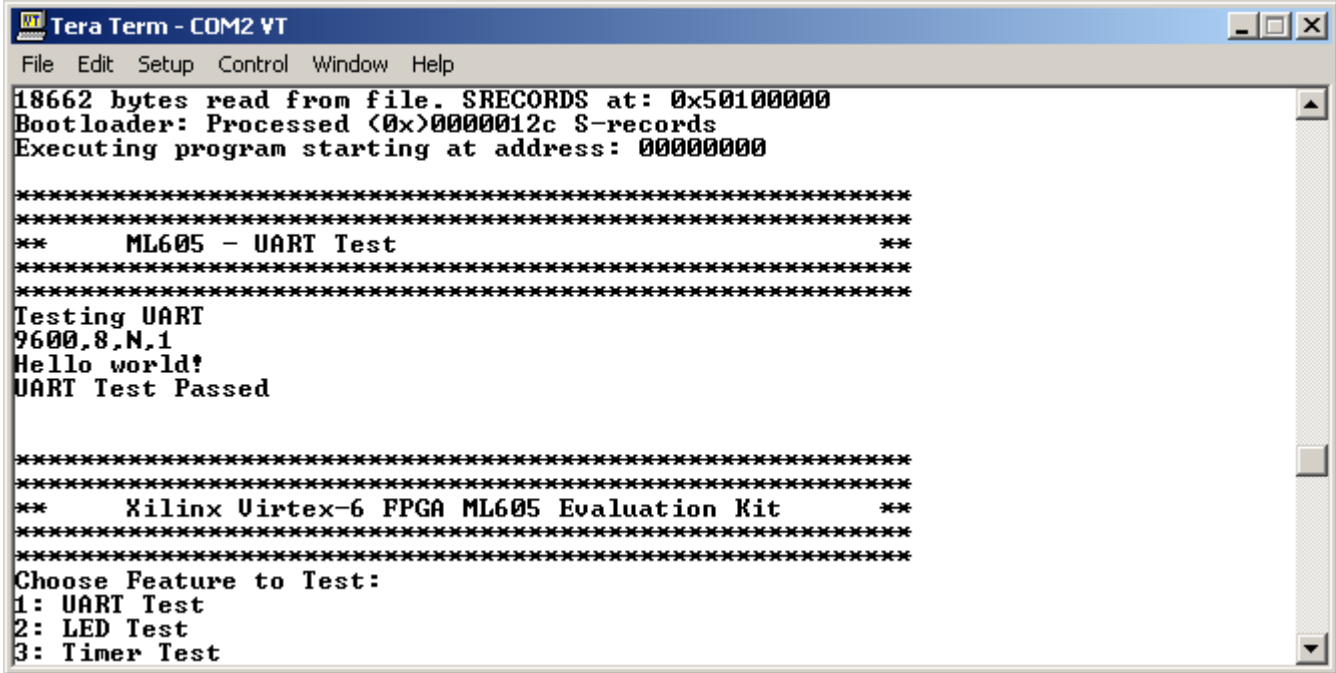 Tera Term - COM2 VT
File Edit Setup Control Window Help
18662 bytes read from file. SRECORDS at: 0x50100000
Bootloader: Processed (0x)0000012c S-records
Executing program starting at address: 00000000
********************************************************
********************************************************
**     ML605 - UART Test                              **
********************************************************
********************************************************
Testing UART
9600,8,N,1
Hello world!
UART Test Passed
********************************************************
********************************************************
**     Xilinx Virtex-6 FPGA ML605 Evaluation Kit      **
********************************************************
********************************************************
Choose Feature to Test:
1: UART Test
2: LED Test
3: Timer Test